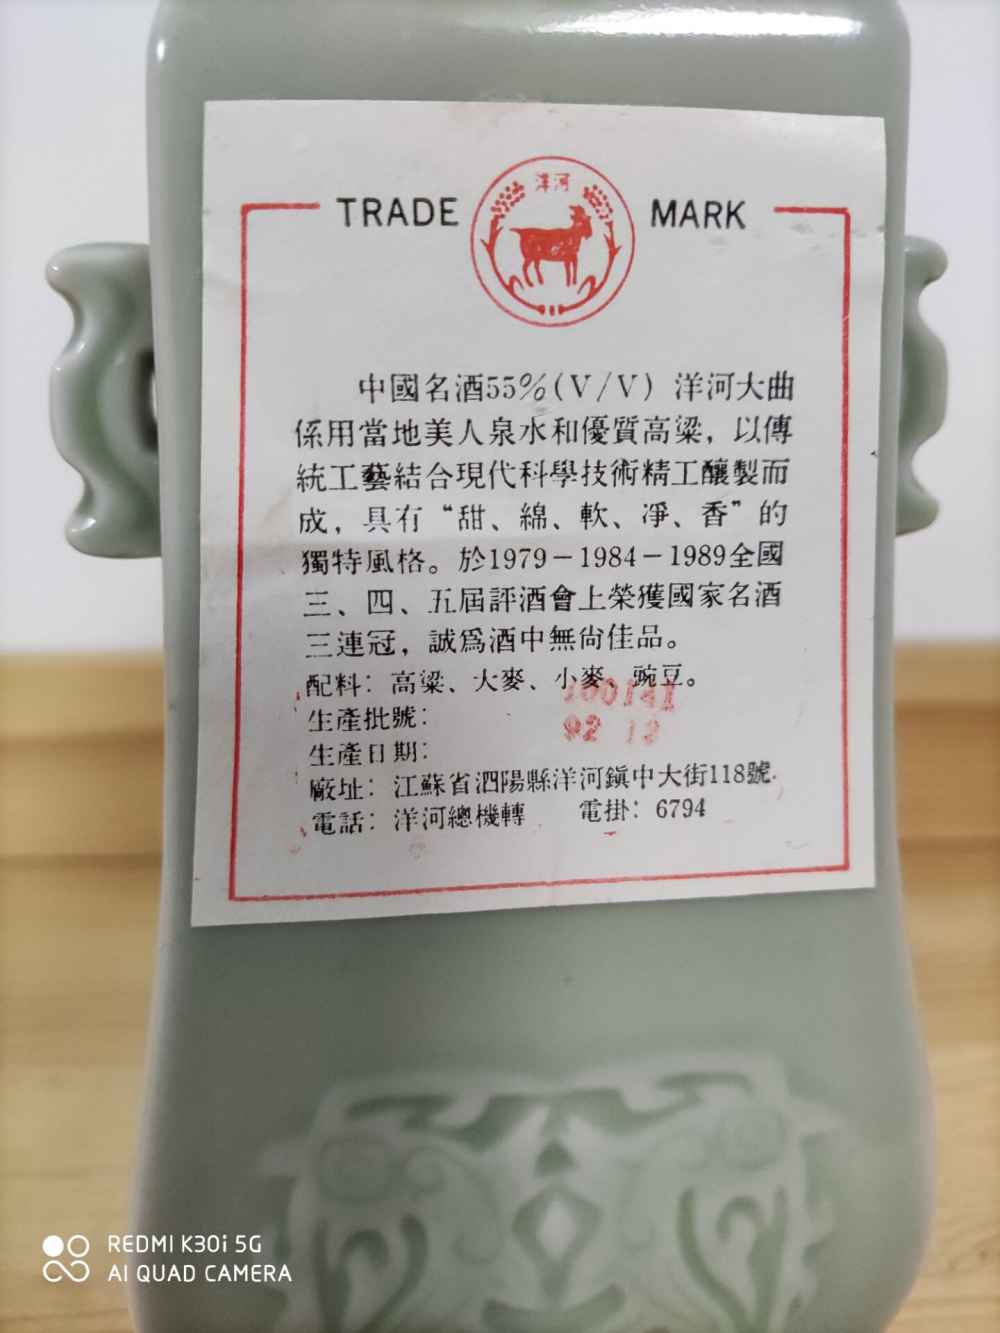 洋河
TRADE MARK
中國名酒55%(V/V) 洋河大曲
係用當地美人泉水和優質高粱，以傳
統工藝結合現代科學技術精工釀製而
成，具有“甜、綿、軟、凈、香”的
獨特風格。於1979－1984－1989全國
三、四、五屆評酒會上榮獲國家名酒
三連冠，誠爲酒中無尚佳品。
配料：高粱、大麥、小麥、豌豆。
生產批號：
92 12
生產日期：
廠址：江蘇省泗陽縣洋河鎮中大街118號.
電話：洋河總機轉 電掛：6794
REDMI K30i 5G
AI QUAD CAMERA